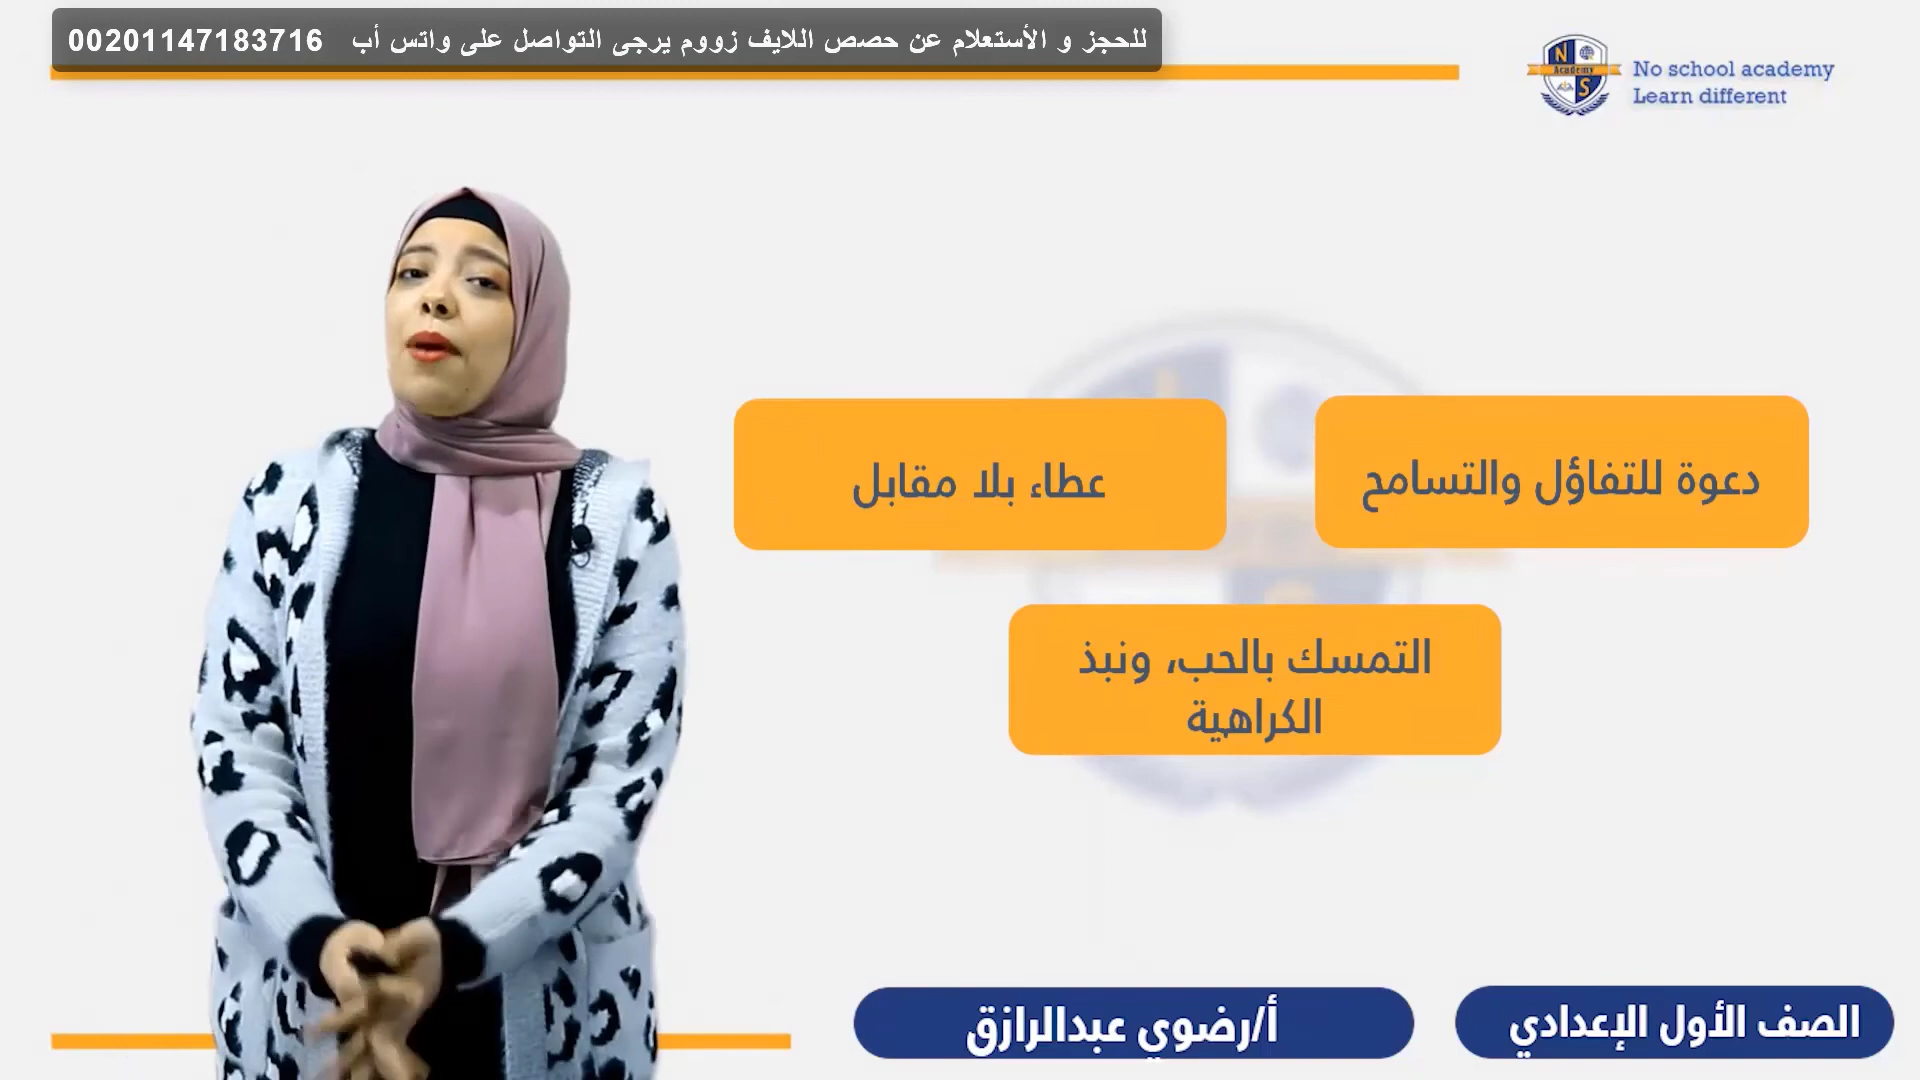 للحجز و الأستعلام عن حصص اللايف زووم يرجى التواصل على واتس أب 00201147183716
N
Academy
S
No school academy
Learn different
دعوة للتفاؤل والتسامح
عطاء بلا مقابل
التمسك بالحب، ونبذ
الكراهية
الصف الأول الإعدادي
أ/رضوي عبدالرازق